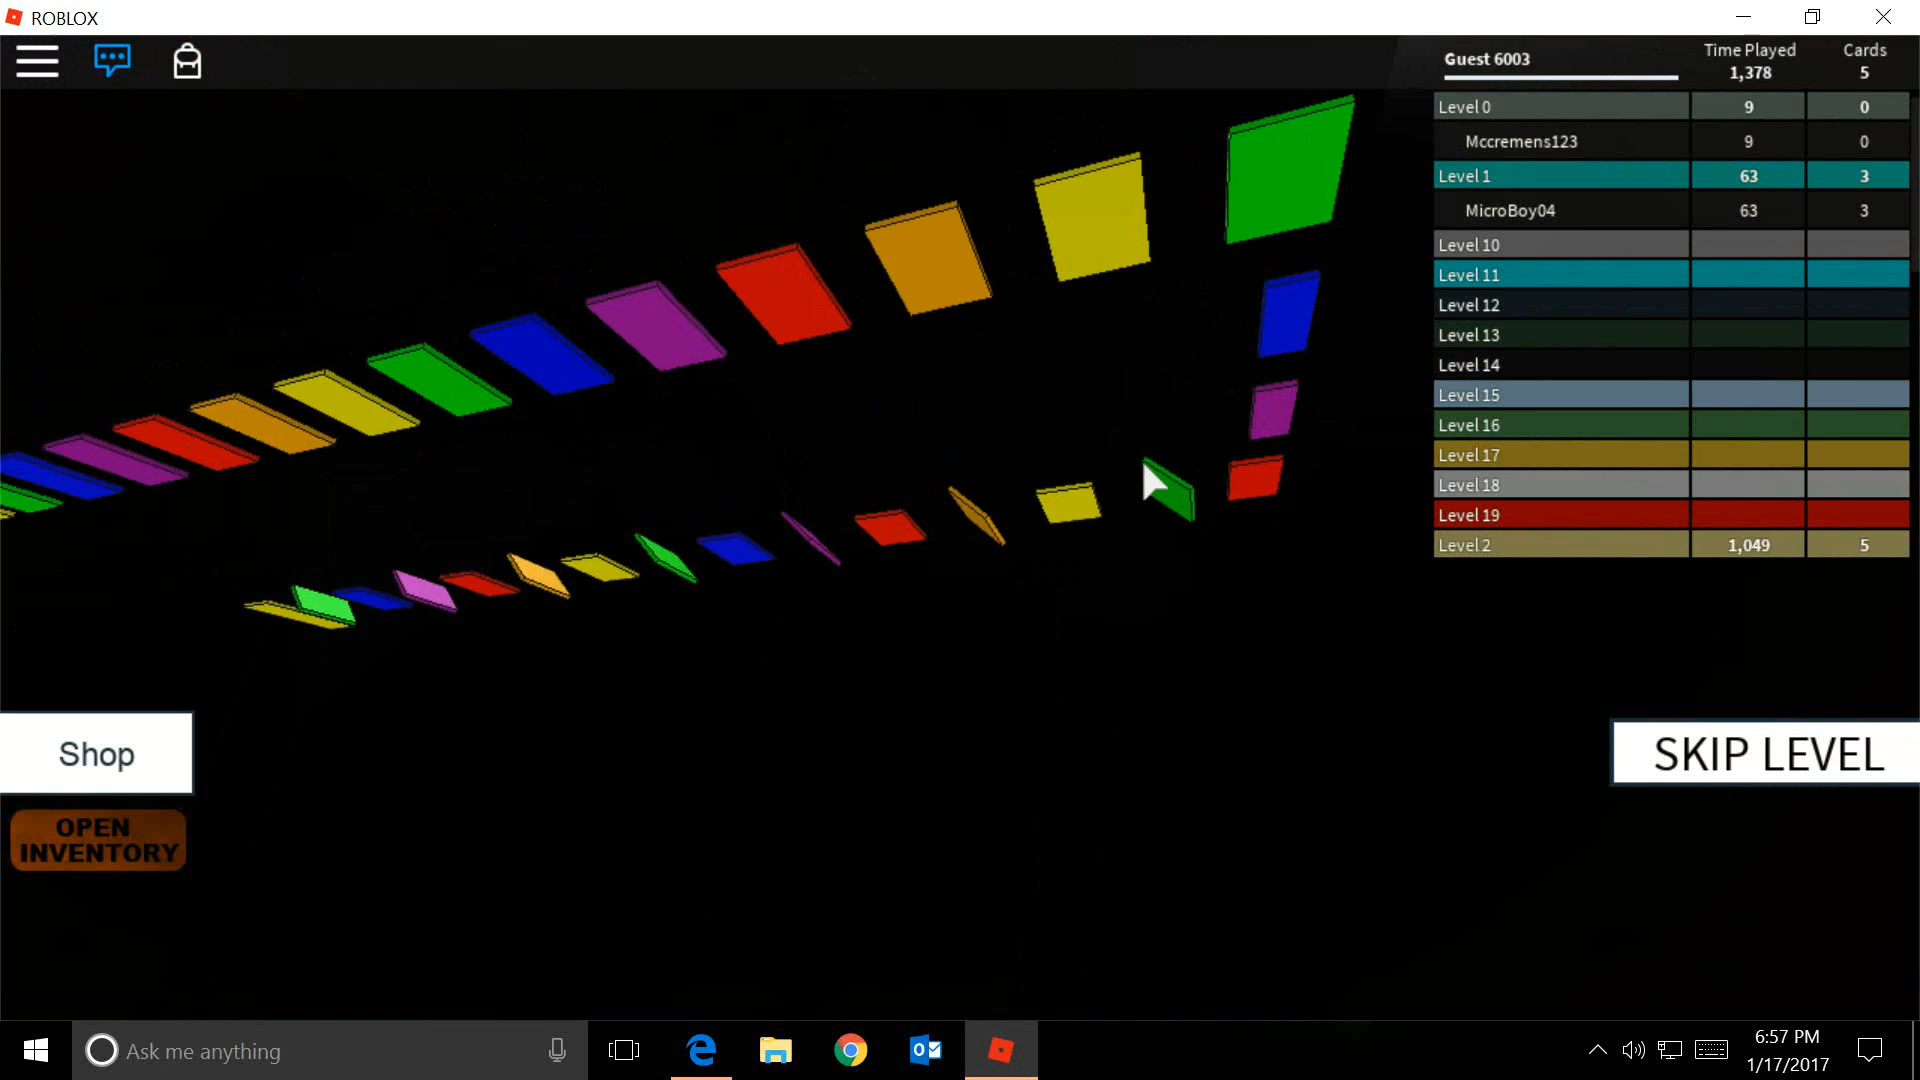 ROBLOX
Guest 6003 Time Played Cards
1,378 5
Level 0 9 0
Mccremens123 9 0
Level 1 63 3
MicroBoy04 63 3
Level 10
Level 11
Level 12
Level 13
Level 14
Level 15
Level 16
Level 17
Level 18
Level 19
Level 2 1,049 5
Shop
SKIP LEVEL
OPEN
INVENTORY
Ask me anything
6:57 PM
1/17/2017